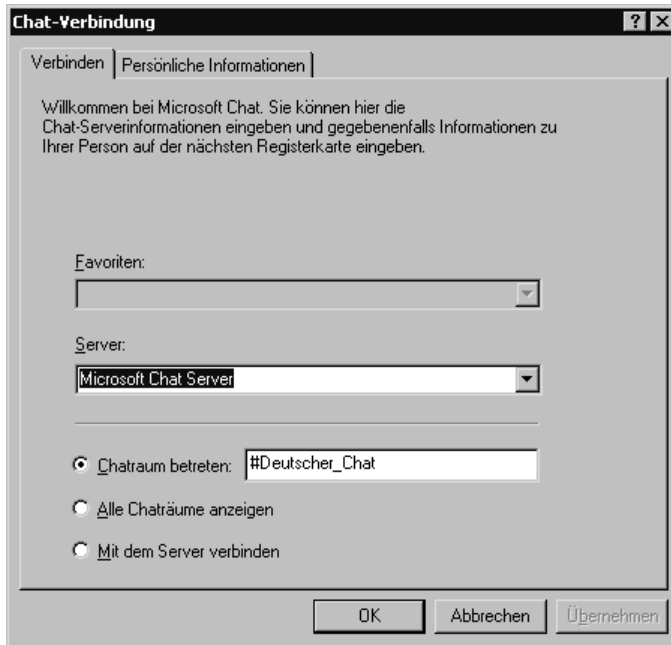 Chat-Verbindung
Verbinden
Persönliche Informationen
Willkommen bei Microsoft Chat. Sie können hier die
Chat-Serverinformationen eingeben und gegebenenfalls Informationen zu
Ihrer Person auf der nächsten Registerkarte eingeben.
Favoriten:
Server:
Microsoft Chat Server
Chatraum betreten: #Deutscher_Chat
Alle Chaträume anzeigen
Mit dem Server verbinden
OK Abbrechen Übernehmen